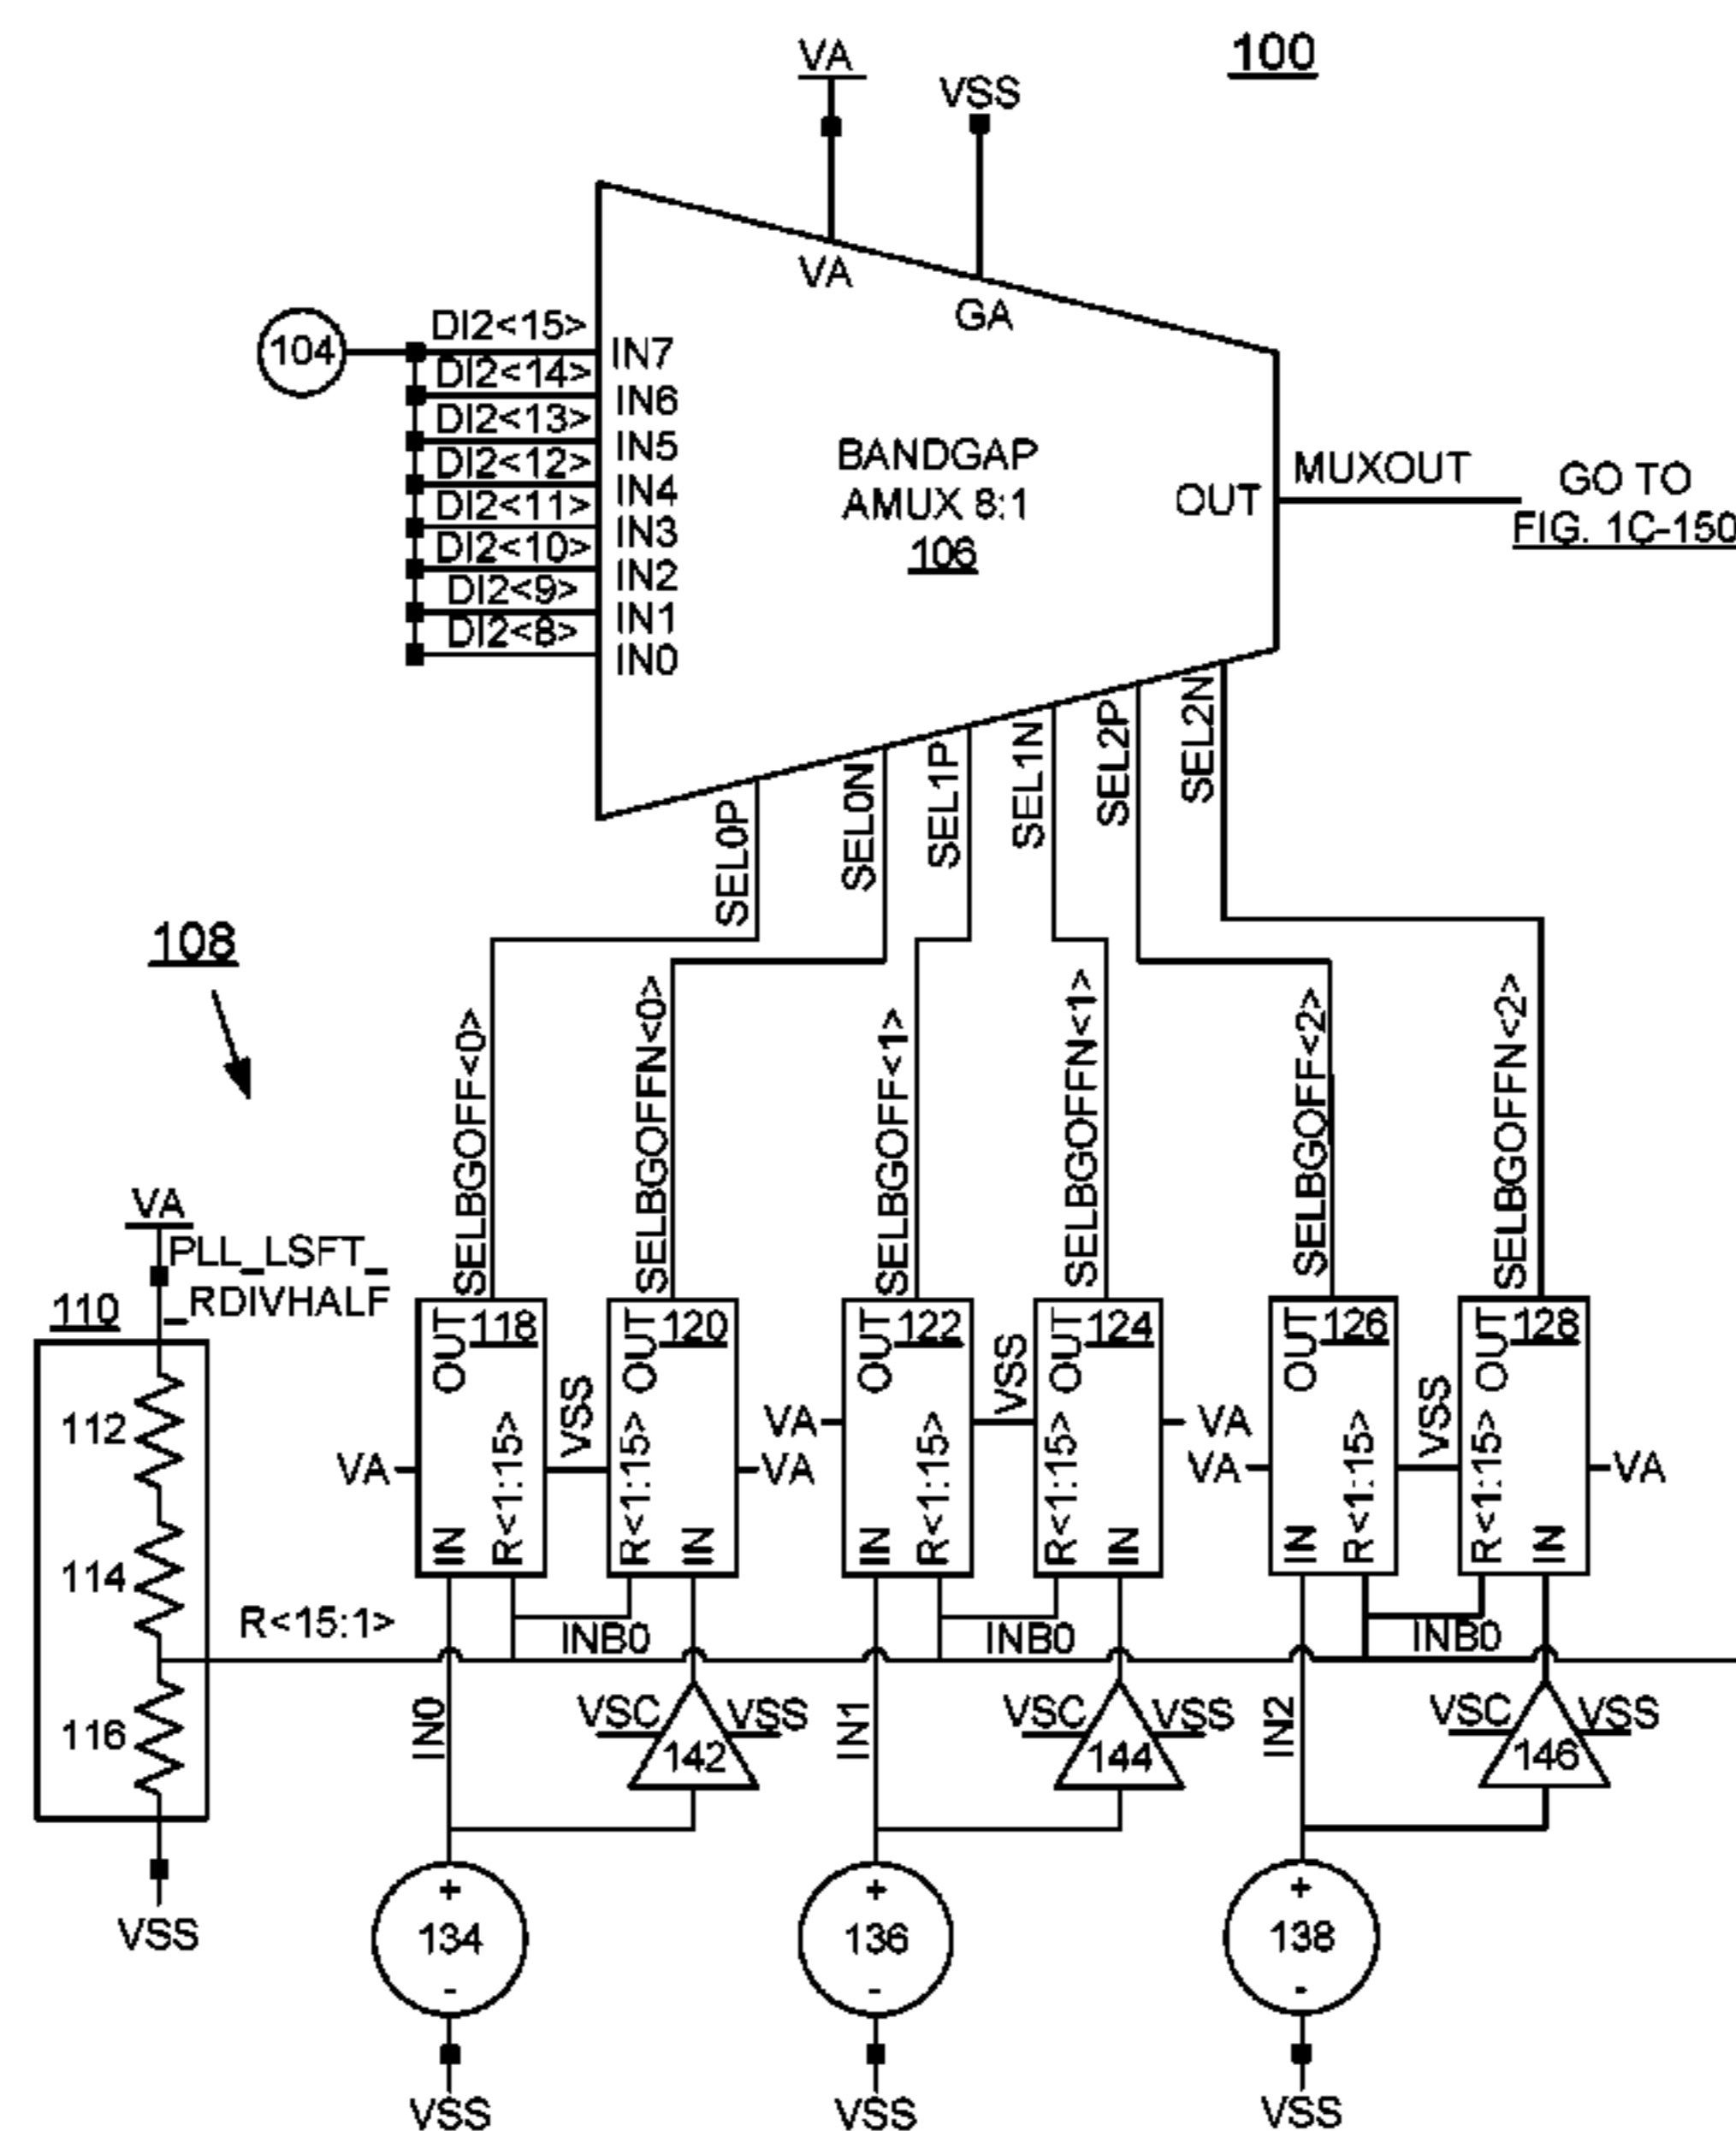 100
VA
VSS
VA
GA
104
DI2<15>
IN7
DI2<14>
IN6
DI2<13>
IN5
DI2<12>
IN4
DI2<11>
IN3
DI2<10>
IN2
DI2<9>
IN1
DI2<8>
IN0
BANDGAP
AMUX 8:1
106
OUT
MUXOUT
GO TO
FIG. 1C-150
SEL0P
SEL0N
SEL1P
SEL1N
SEL2P
SEL2N
108
SELBGOFF<0>
SELBGOFFN<0>
SELBGOFF<1>
SELBGOFFN<1>
SELBGOFF<2>
SELBGOFFN<2>
VA
PLL_LSFT_
_RDIVHALF
110
112
114
116
VSS
R<15:1>
OUT
118
VA
IN
R<1:15>
VSS
OUT
120
R<1:15>
IN
VA
OUT
122
VA
IN
R<1:15>
VSS
OUT
124
R<1:15>
IN
VA
OUT
126
VA
IN
R<1:15>
VSS
OUT
128
R<1:15>
IN
VA
INB0
INB0
INB0
IN0
VSC
VSS
142
IN1
VSC
VSS
144
IN2
VSC
VSS
146
+
134
-
VSS
+
136
-
VSS
+
138
-
VSS